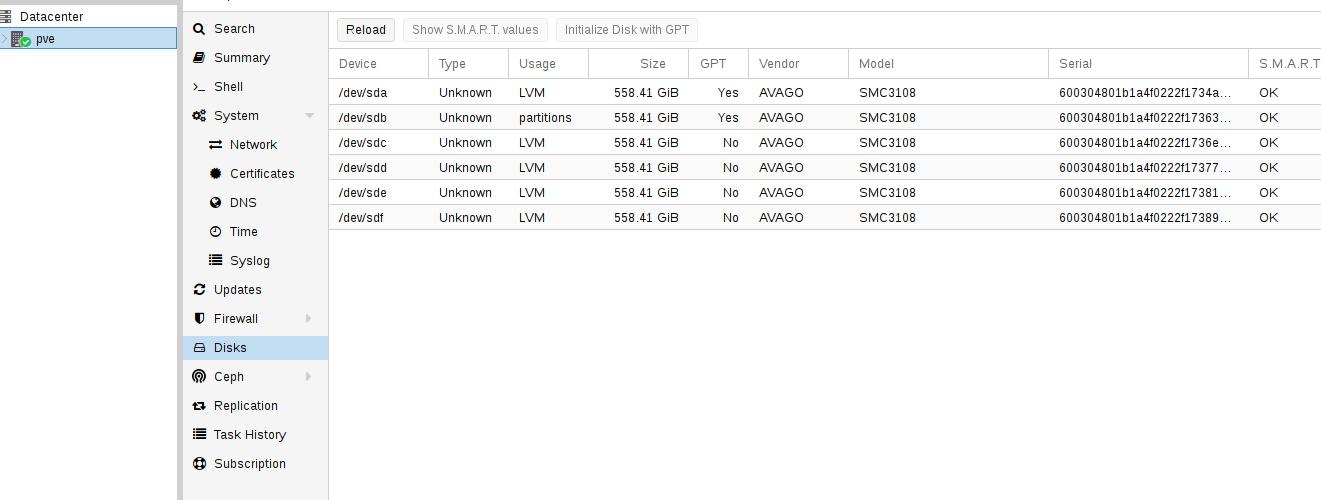 Datacenter
pve
Search
Summary
Shell
System
Network
Certificates
DNS
Time
Syslog
Updates
Firewall
Disks
Ceph
Replication
Task History
Subscription
Reload Show S.M.A.R.T. values Initialize Disk with GPT
Device Type Usage Size GPT Vendor Model Serial S.M.A.R.T
/dev/sda Unknown LVM 558.41 GiB Yes AVAGO SMC3108 600304801b1a4f0222f1734a... OK
/dev/sdb Unknown partitions 558.41 GiB Yes AVAGO SMC3108 600304801b1a4f0222f17363... OK
/dev/sdc Unknown LVM 558.41 GiB No AVAGO SMC3108 600304801b1a4f0222f1736e... OK
/dev/sdd Unknown LVM 558.41 GiB No AVAGO SMC3108 600304801b1a4f0222f17377... OK
/dev/sde Unknown LVM 558.41 GiB No AVAGO SMC3108 600304801b1a4f0222f17381... OK
/dev/sdf Unknown LVM 558.41 GiB No AVAGO SMC3108 600304801b1a4f0222f17389... OK